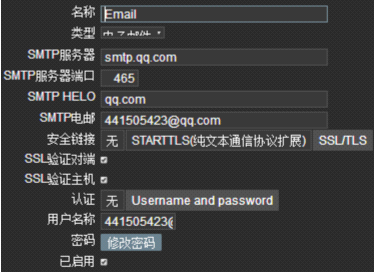 名称 Email
类型 电子邮件
SMTP服务器 smtp.qq.com
SMTP服务器端口 465
SMTP HELO qq.com
SMTP电邮 441505423@qq.com
安全链接 无 STARTTLS(纯文本通信协议扩展) SSL/TLS
SSL验证对端
SSL验证主机
认证 无 Username and password
用户名称 441505423@
密码 修改密码
已启用